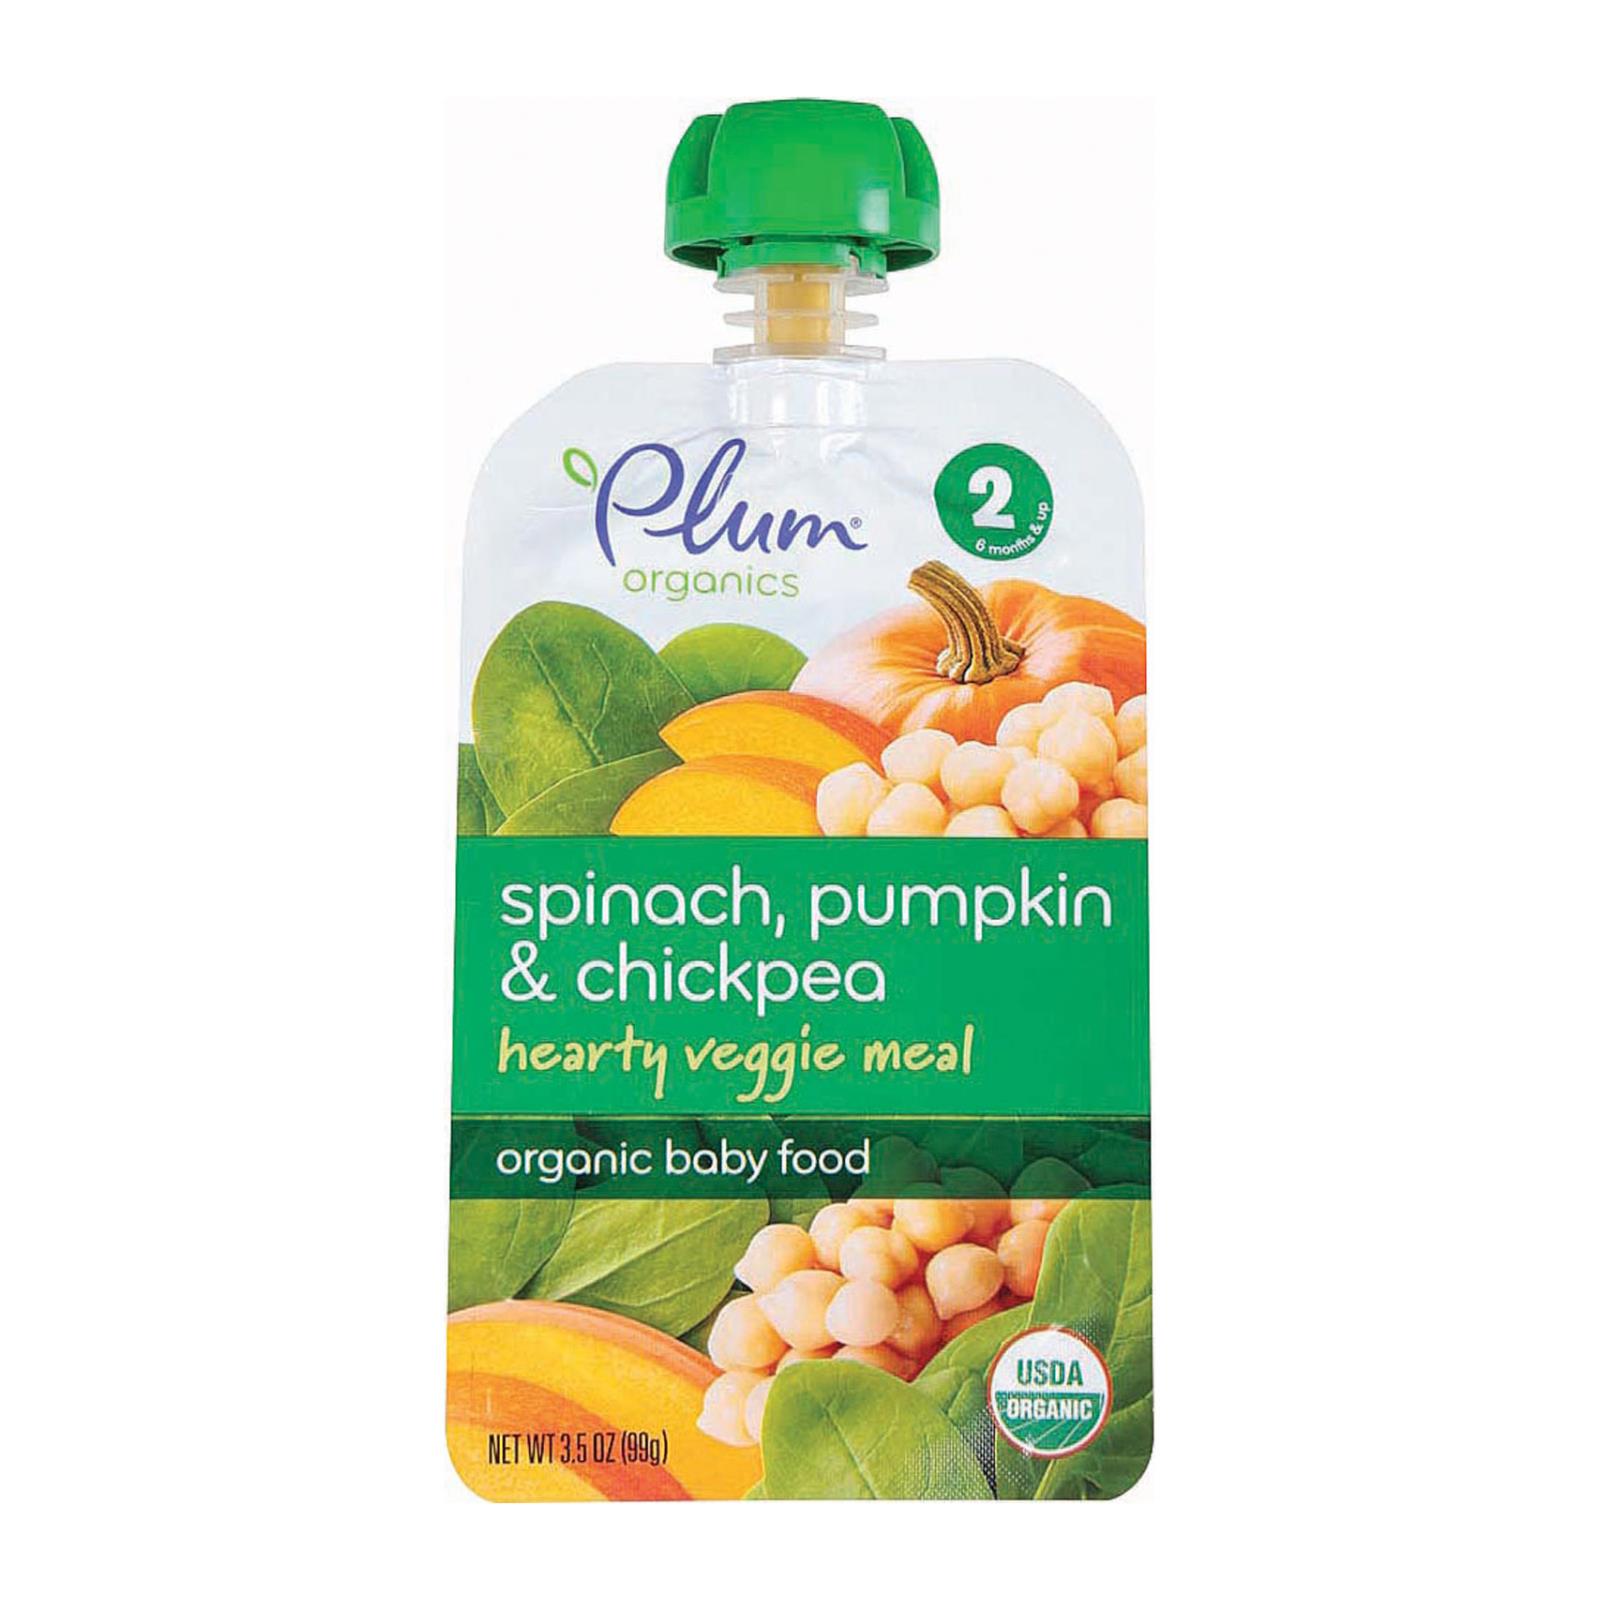 Plum®
organics
2
6 months & up
spinach, pumpkin
& chickpea
hearty veggie meal
organic baby food
USDA
ORGANIC
NET WT 3.5 OZ (99g)